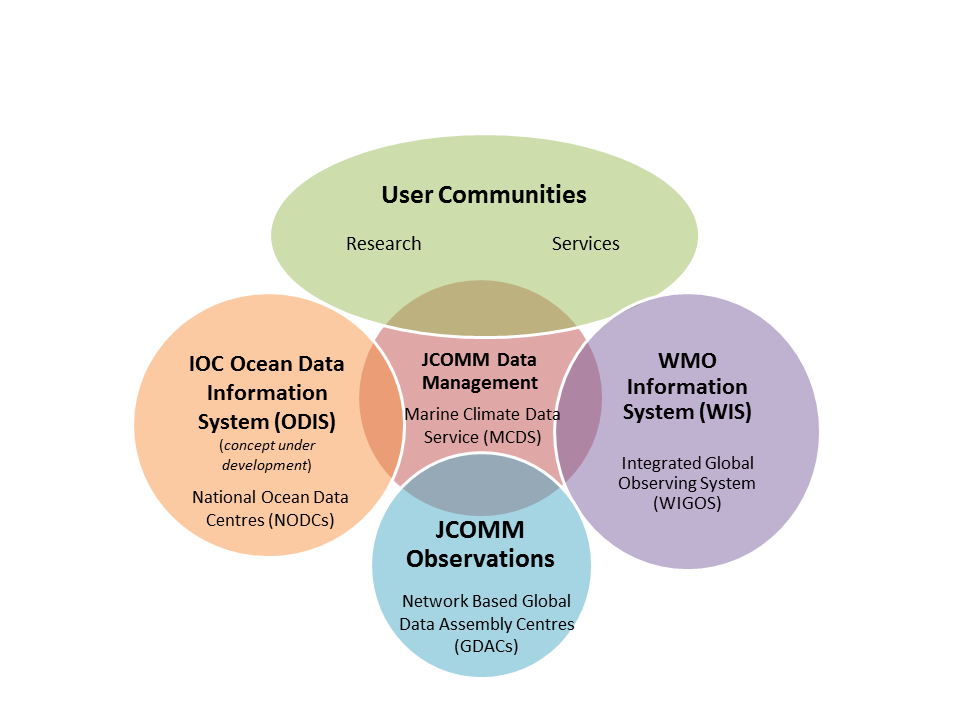 User Communities
Research
Services
IOC Ocean Data
Information
System (ODIS)
(concept under
development)
National Ocean Data
Centres (NODCs)
JCOMM Data
Management
Marine Climate Data
Service (MCDS)
WMO
Information
System (WIS)
Integrated Global
Observing System
(WIGOS)
JCOMM
Observations
Network Based Global
Data Assembly Centres
(GDACs)